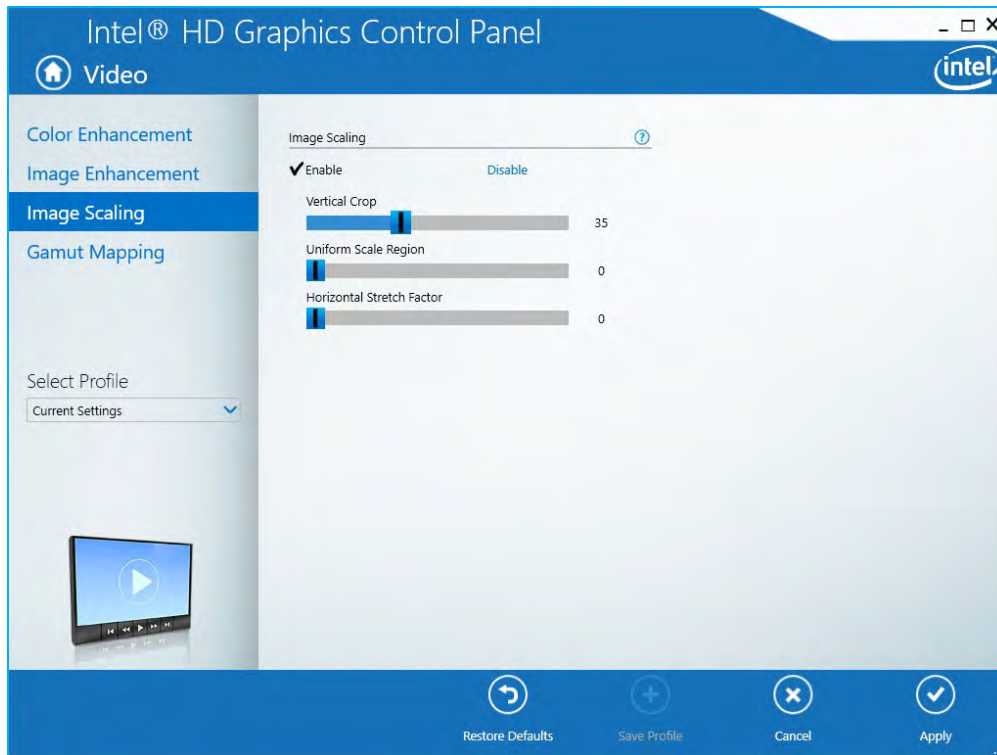 Intel® HD Graphics Control Panel
Video
intel
Color Enhancement
Image Enhancement
Image Scaling
Gamut Mapping
Select Profile
Current Settings
Image Scaling
?
Enable Disable
Vertical Crop
35
Uniform Scale Region
0
Horizontal Stretch Factor
0
Restore Defaults Save Profile Cancel Apply